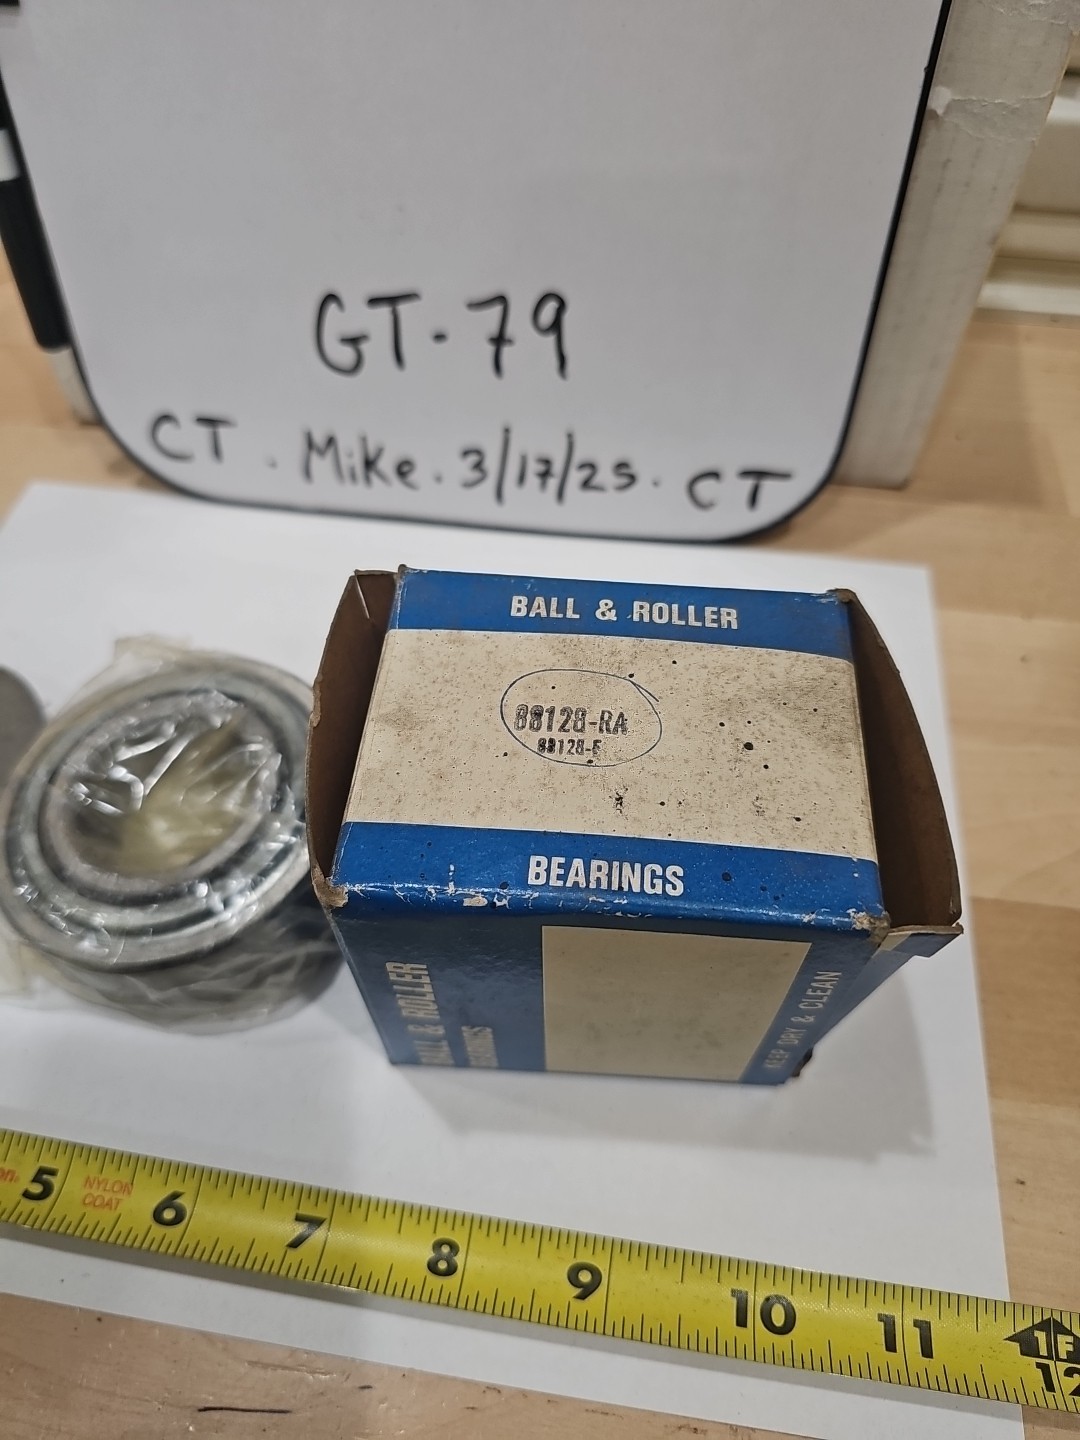 GT-79
CT. Mike. 3/17/25. CT
BALL & ROLLER
88128-RA
88128-F
BEARINGS
BALL & ROLLER
BEARINGS
KEEP DRY & CLEAN
5 NYLON COAT 6 7 8 9 10 11 1F 12